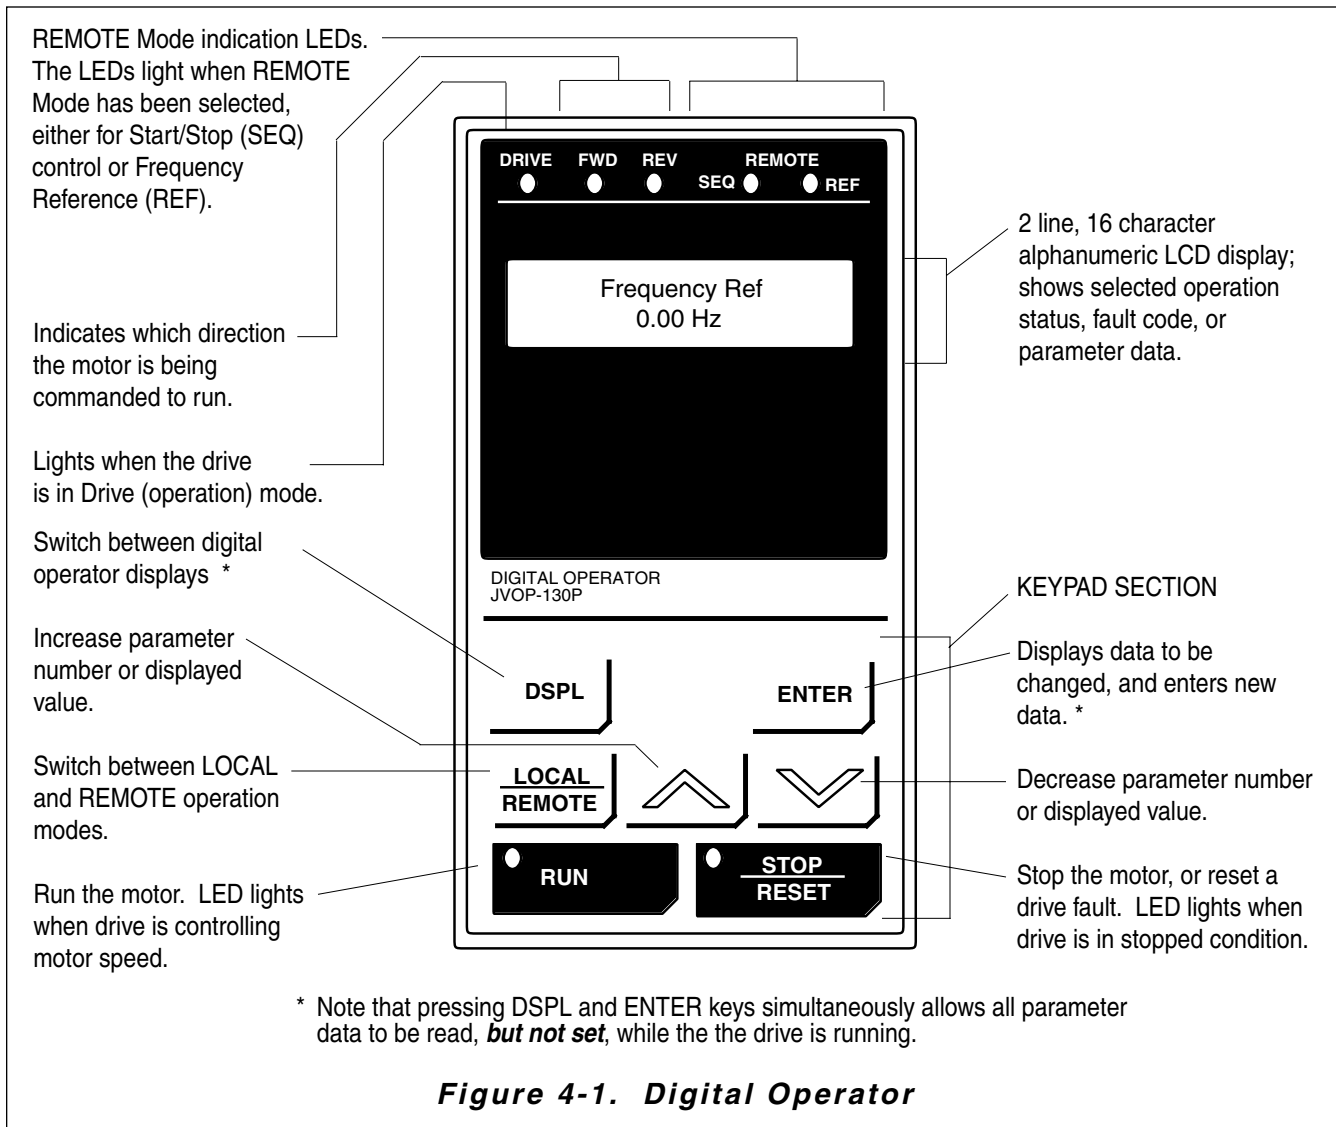 REMOTE Mode indication LEDs.
The LEDs light when REMOTE
Mode has been selected,
either for Start/Stop (SEQ)
control or Frequency
Reference (REF).
Indicates which direction
the motor is being
commanded to run.
Lights when the drive
is in Drive (operation) mode.
Switch between digital
operator displays *
Increase parameter
number or displayed
value.
Switch between LOCAL
and REMOTE operation
modes.
Run the motor. LED lights
when drive is controlling
motor speed.
DRIVE FWD REV REMOTE
SEQ REF
Frequency Ref
0.00 Hz
DIGITAL OPERATOR
JVOP-130P
DSPL ENTER
LOCAL
REMOTE
RUN
STOP
RESET
2 line, 16 character
alphanumeric LCD display;
shows selected operation
status, fault code, or
parameter data.
KEYPAD SECTION
Displays data to be
changed, and enters new
data. *
Decrease parameter number
or displayed value.
Stop the motor, or reset a
drive fault. LED lights when
drive is in stopped condition.
* Note that pressing DSPL and ENTER keys simultaneously allows all parameter
data to be read, but not set, while the the drive is running.
Figure 4-1. Digital Operator